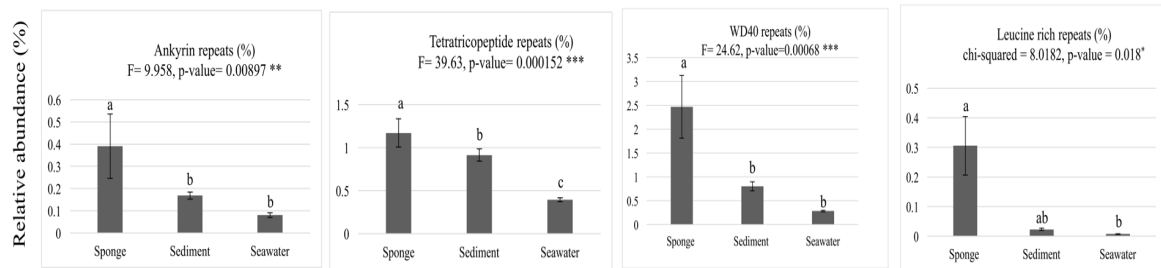 Relative abundance (%)
Ankyrin repeats (%)
F= 9.958, p-value= 0.00897 **
0.6
0.5
0.4
0.3
0.2
0.1
0
a
b
b
Sponge Sediment Seawater
Tetratricopeptide repeats (%)
F= 39.63, p-value= 0.000152 ***
1.5
1
0.5
0
a
b
c
Sponge Sediment Seawater
WD40 repeats (%)
F= 24.62, p-value=0.00068 ***
3.5
3
2.5
2
1.5
1
0.5
0
a
b
b
Sponge Sediment Seawater
Leucine rich repeats (%)
chi-squared = 8.0182, p-value = 0.018*
0.5
0.4
0.3
0.2
0.1
0
a
ab
b
Sponge Sediment Seawater